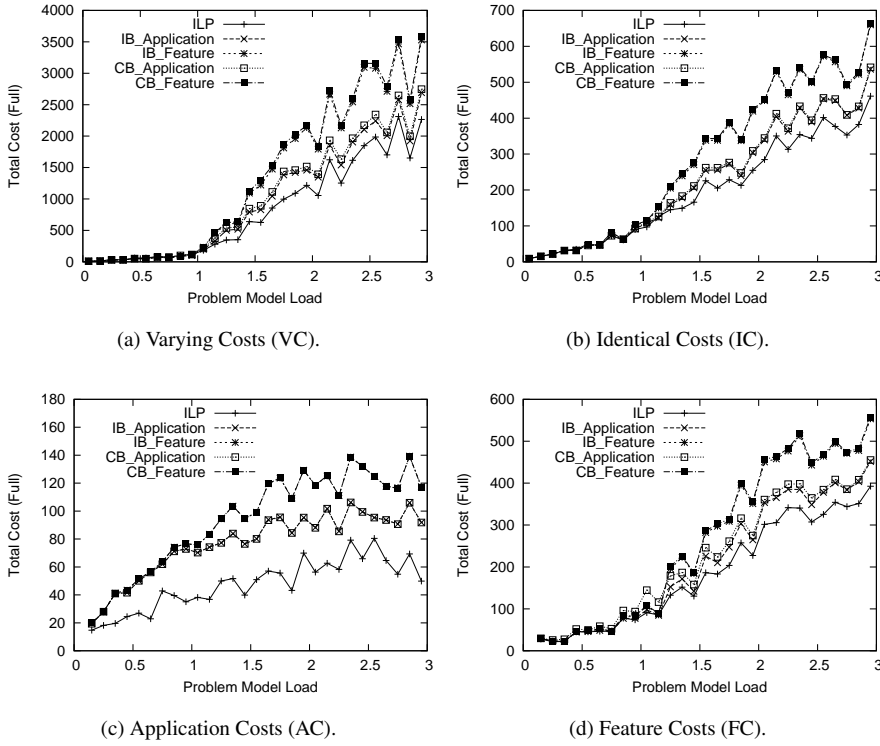 4000
3500
3000
2500
2000
1500
1000
500
0
Total Cost (Full)
ILP
IB_Application
IB_Feature
CB_Application
CB_Feature
0 0.5 1 1.5 2 2.5 3
Problem Model Load
(a) Varying Costs (VC).
700
600
500
400
300
200
100
0
Total Cost (Full)
ILP
IB_Application
IB_Feature
CB_Application
CB_Feature
0 0.5 1 1.5 2 2.5 3
Problem Model Load
(b) Identical Costs (IC).
180
160
140
120
100
80
60
40
20
0
Total Cost (Full)
ILP
IB_Application
IB_Feature
CB_Application
CB_Feature
0 0.5 1 1.5 2 2.5 3
Problem Model Load
(c) Application Costs (AC).
600
500
400
300
200
100
0
Total Cost (Full)
ILP
IB_Application
IB_Feature
CB_Application
CB_Feature
0 0.5 1 1.5 2 2.5 3
Problem Model Load
(d) Feature Costs (FC).